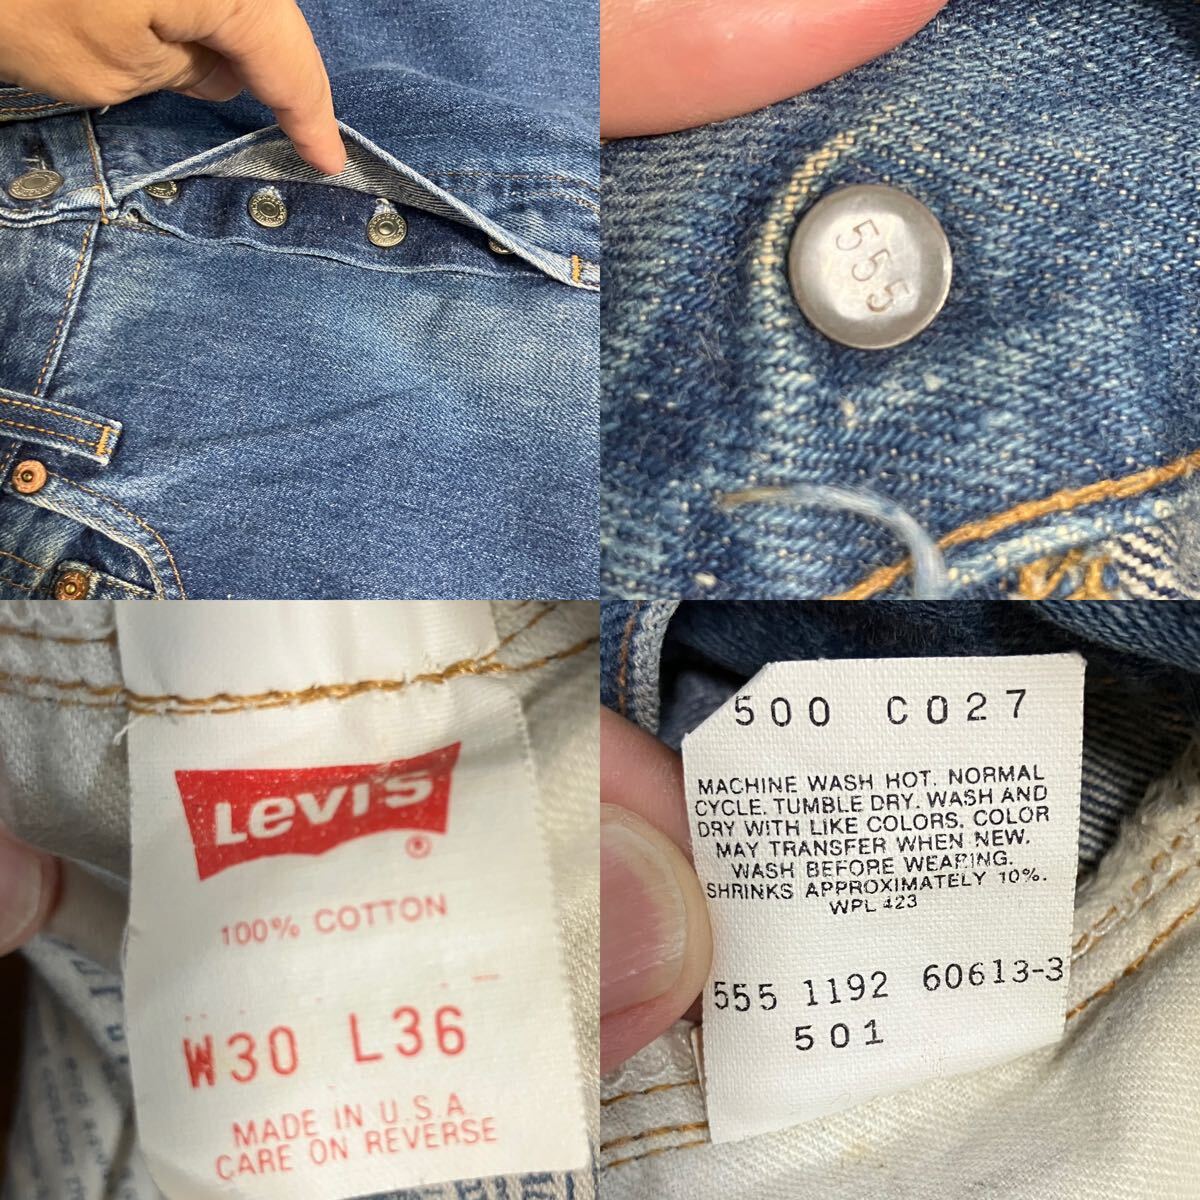 555
Levi's
®
100% COTTON
W30 L36
MADE IN U.S.A
CARE ON REVERSE
500 C027
MACHINE WASH HOT. NORMAL
CYCLE. TUMBLE DRY. WASH AND
DRY WITH LIKE COLORS. COLOR
MAY TRANSFER WHEN NEW.
WASH BEFORE WEARING.
SHRINKS APPROXIMATELY 10%.
WPL 423
555 1192 60613-3
501